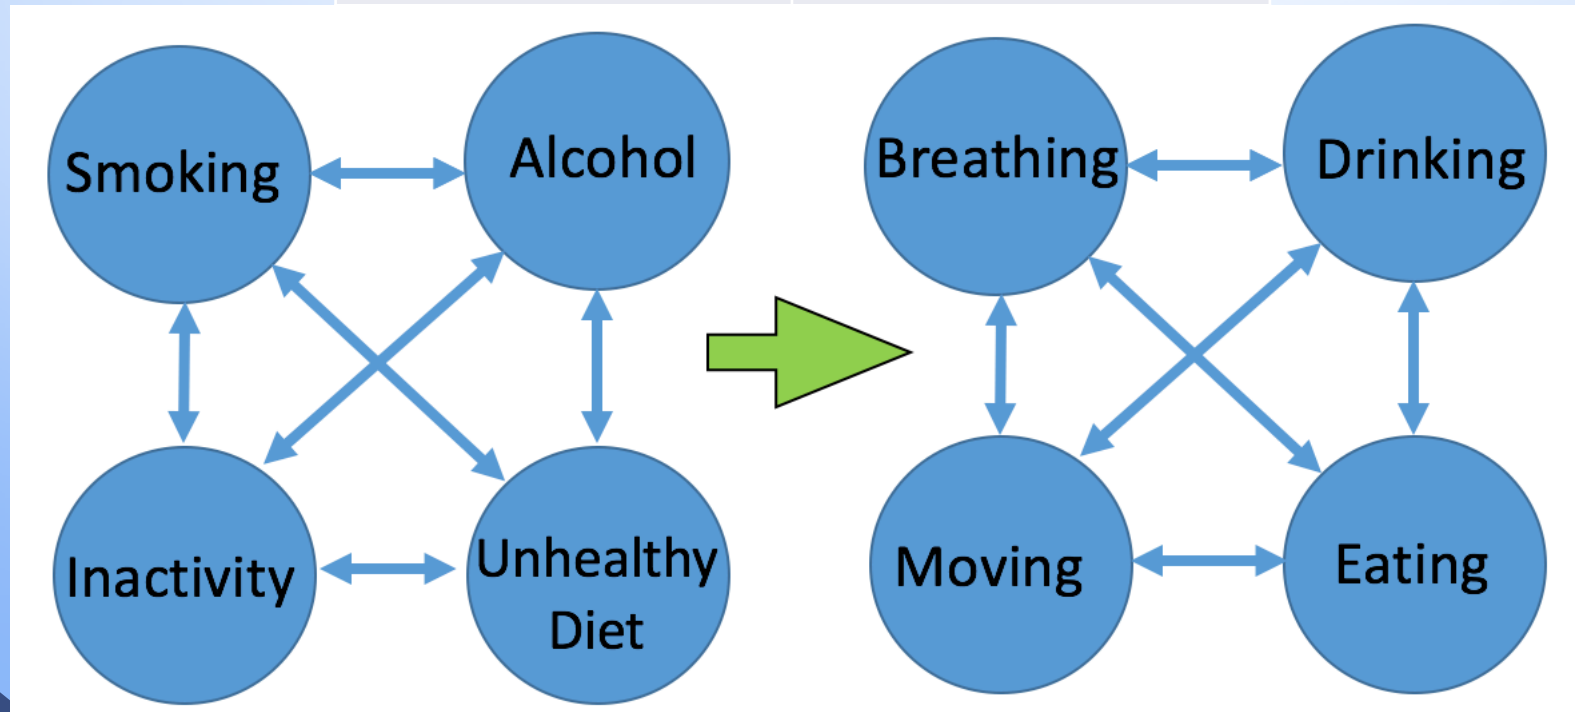 Smoking
Alcohol
Breathing
Drinking
Inactivity
Unhealthy
Diet
Moving
Eating